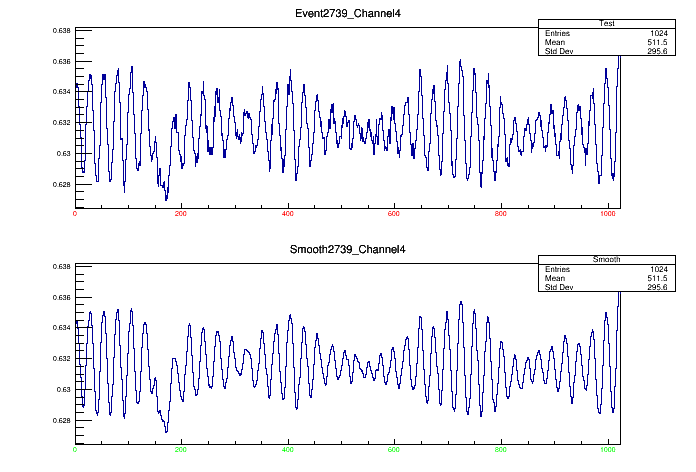 Event2739_Channel4
Test
Entries 1024
Mean 511.5
Std Dev 295.6
0.638
0.636
0.634
0.632
0.63
0.628
0 200 400 600 800 1000
Smooth2739_Channel4
Smooth
Entries 1024
Mean 511.5
Std Dev 295.6
0.638
0.636
0.634
0.632
0.63
0.628
0 200 400 600 800 1000